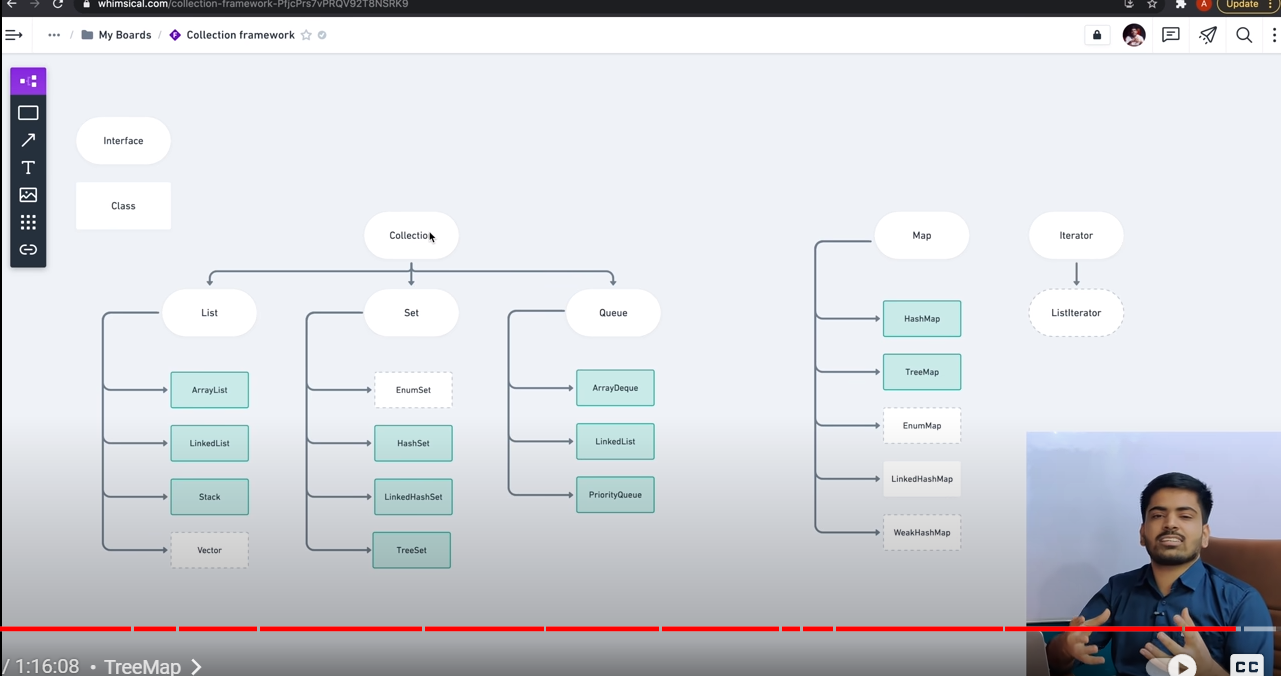 whimsical.com/collection-framework-PfjcPrs7vPRQV92T8NSRK9
A
Update
My Boards / Collection framework
Interface
Class
Collection
Map
Iterator
List
Set
Queue
ListIterator
HashMap
TreeMap
ArrayList
EnumSet
ArrayDeque
EnumMap
LinkedList
HashSet
LinkedList
LinkedHashMap
Stack
LinkedHashSet
PriorityQueue
WeakHashMap
Vector
TreeSet
/ 1:16:08 • TreeMap
CC
T